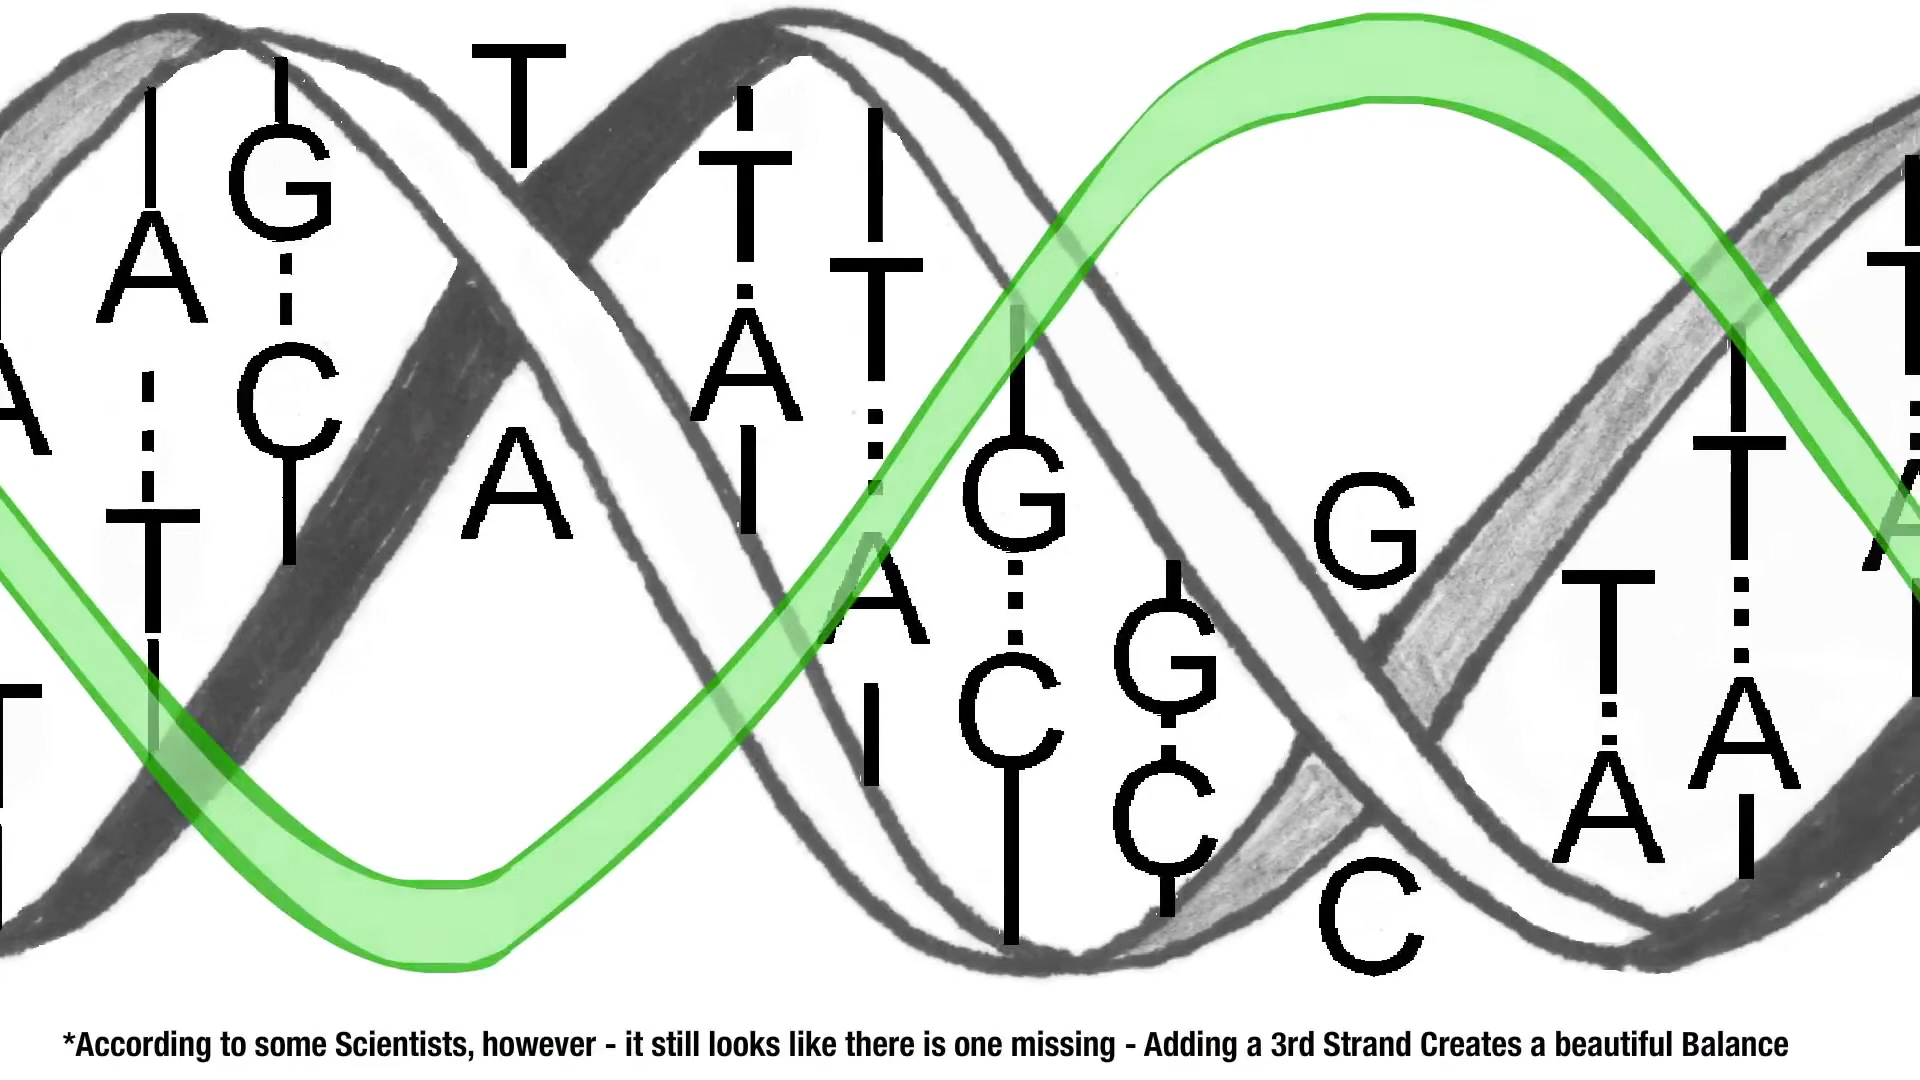 A T
A T
G C
T A
T A
T A
G C
G C
G C
T A
T A
T A
*According to some Scientists, however - it still looks like there is one missing - Adding a 3rd Strand Creates a beautiful Balance